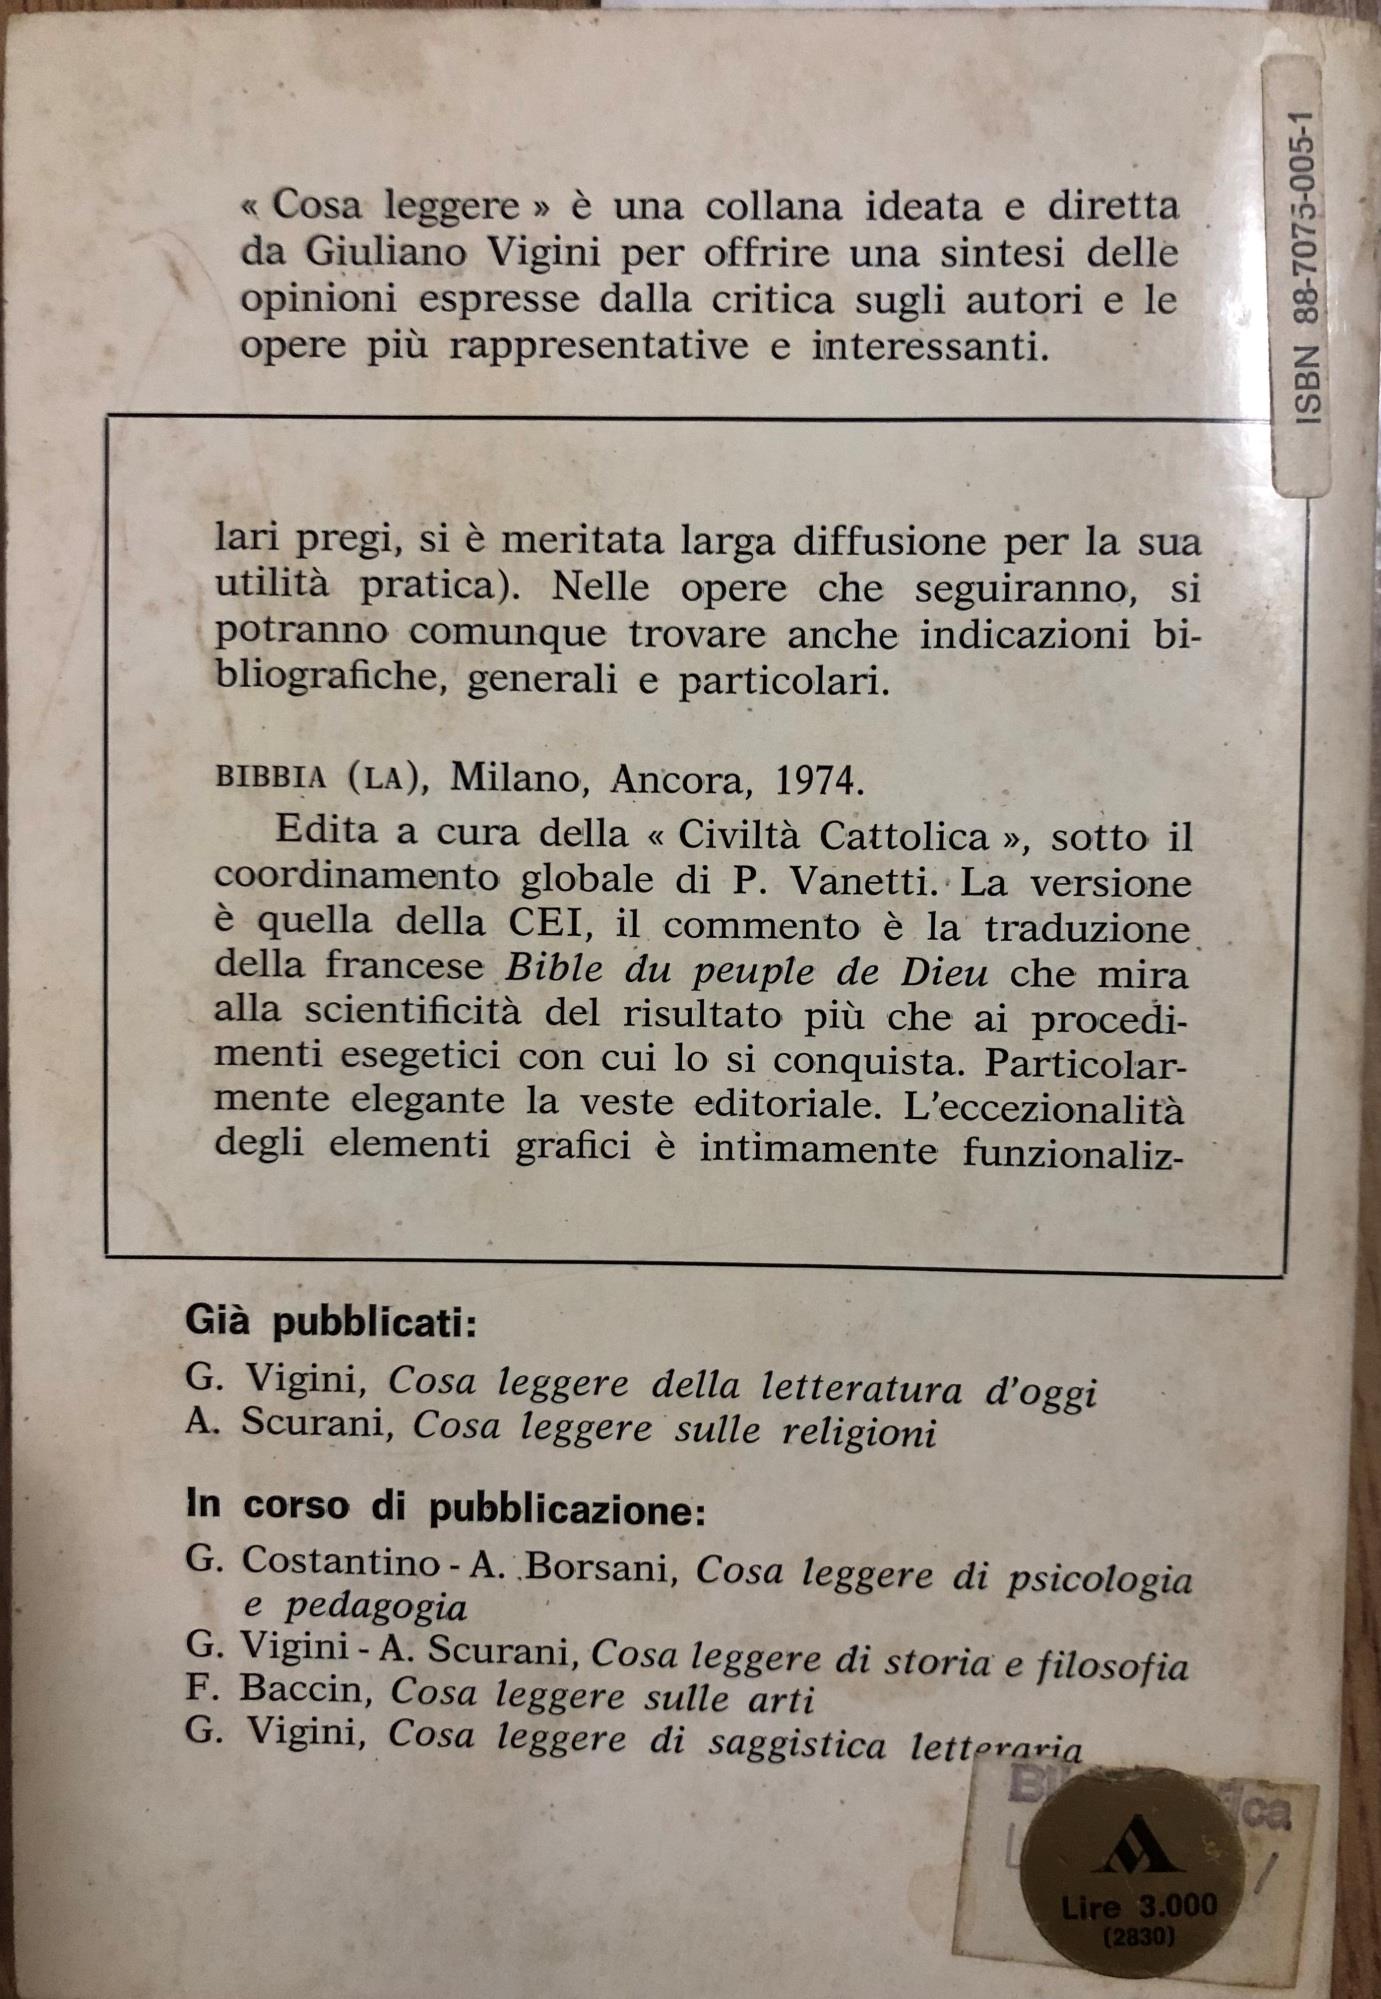 « Cosa leggere » è una collana ideata e diretta
da Giuliano Vigini per offrire una sintesi delle
opinioni espresse dalla critica sugli autori e le
opere più rappresentative e interessanti.
ISBN 88-7075-005-1
lari pregi, si è meritata larga diffusione per la sua
utilità pratica). Nelle opere che seguiranno, si
potranno comunque trovare anche indicazioni bi-
bliografiche, generali e particolari.
BIBBIA (LA), Milano, Ancora, 1974.
Edita a cura della « Civiltà Cattolica », sotto il
coordinamento globale di P. Vanetti. La versione
è quella della CEI, il commento è la traduzione
della francese Bible du peuple de Dieu che mira
alla scientificità del risultato più che ai procedi-
menti esegetici con cui lo si conquista. Particolar-
mente elegante la veste editoriale. L'eccezionalità
degli elementi grafici è intimamente funzionaliz-
Già pubblicati:
G. Vigini, Cosa leggere della letteratura d'oggi
A. Scurani, Cosa leggere sulle religioni
In corso di pubblicazione:
G. Costantino - A. Borsani, Cosa leggere di psicologia
e pedagogia
G. Vigini - A. Scurani, Cosa leggere di storia e filosofia
F. Baccin, Cosa leggere sulle arti
G. Vigini, Cosa leggere di saggistica letteraria
Lire 3.000
(2830)